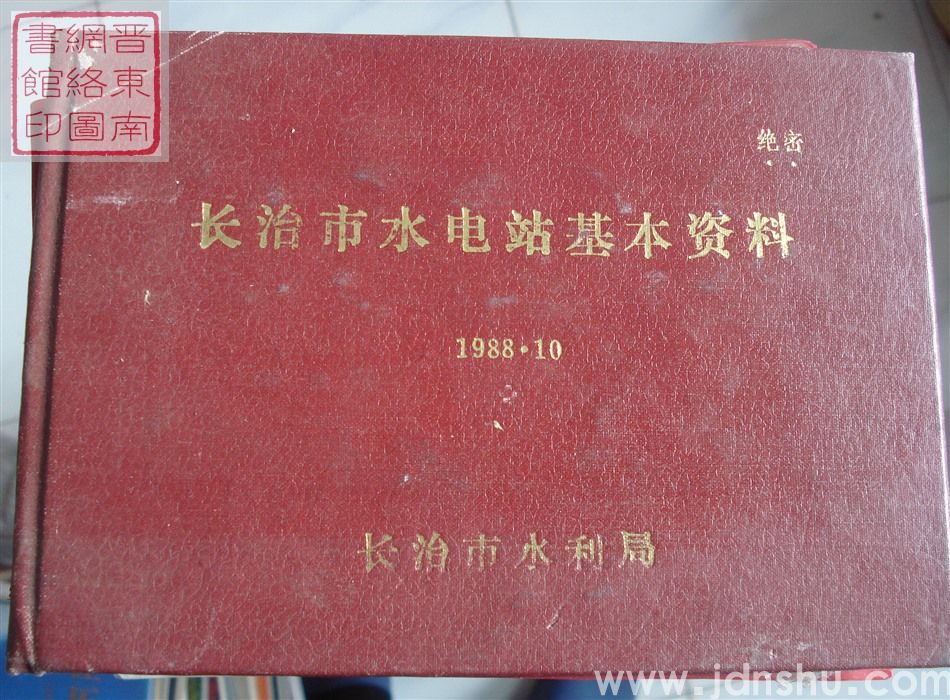 晋東南
網絡圖
書館印
绝密
长治市水电站基本资料
1988·10
长治市水利局
www.jdnshu.com